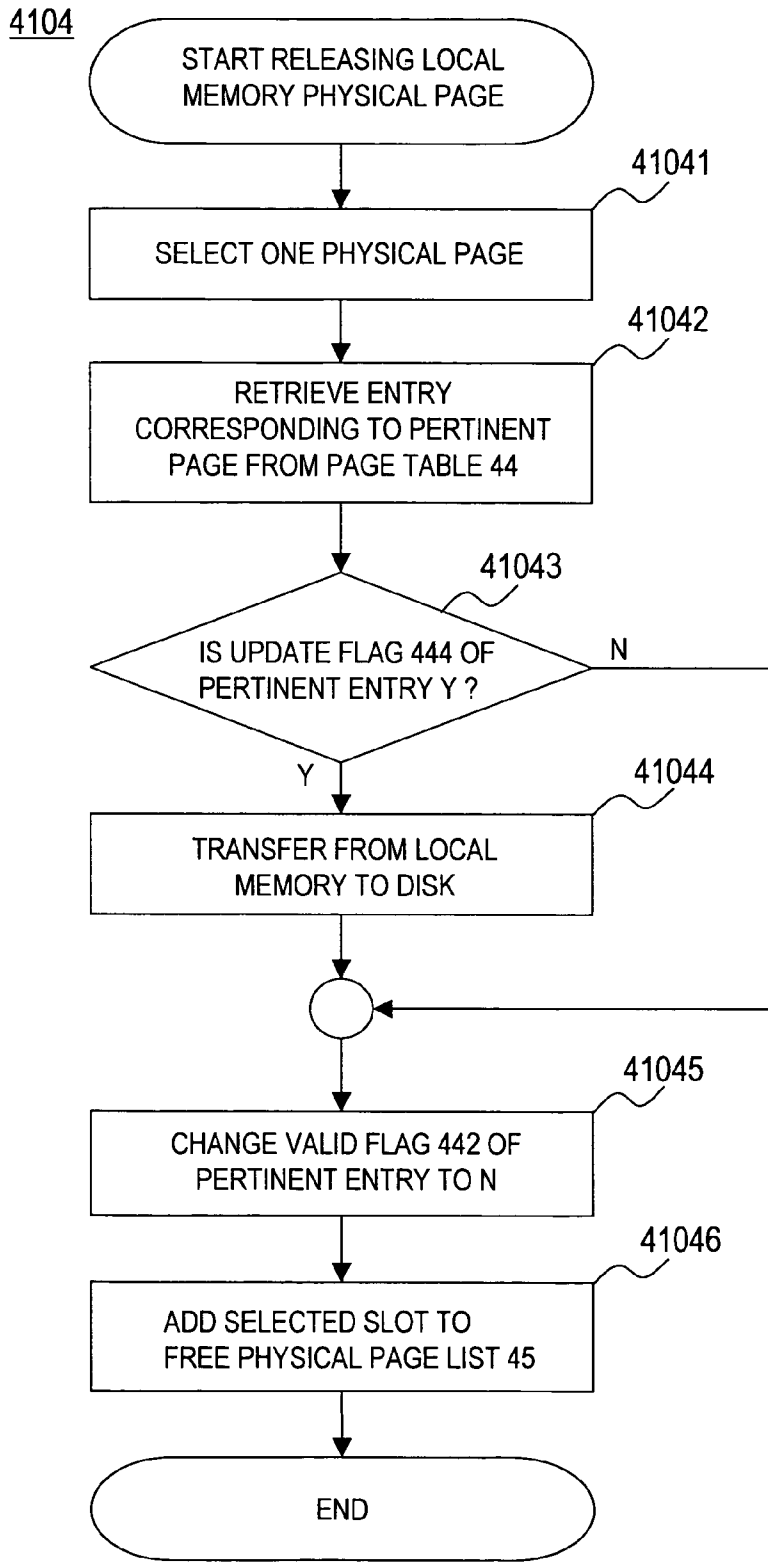 4104
START RELEASING LOCAL
MEMORY PHYSICAL PAGE
41041
SELECT ONE PHYSICAL PAGE
41042
RETRIEVE ENTRY
CORRESPONDING TO PERTINENT
PAGE FROM PAGE TABLE 44
41043
IS UPDATE FLAG 444 OF
PERTINENT ENTRY Y ?
N
Y
41044
TRANSFER FROM LOCAL
MEMORY TO DISK
41045
CHANGE VALID FLAG 442 OF
PERTINENT ENTRY TO N
41046
ADD SELECTED SLOT TO
FREE PHYSICAL PAGE LIST 45
END